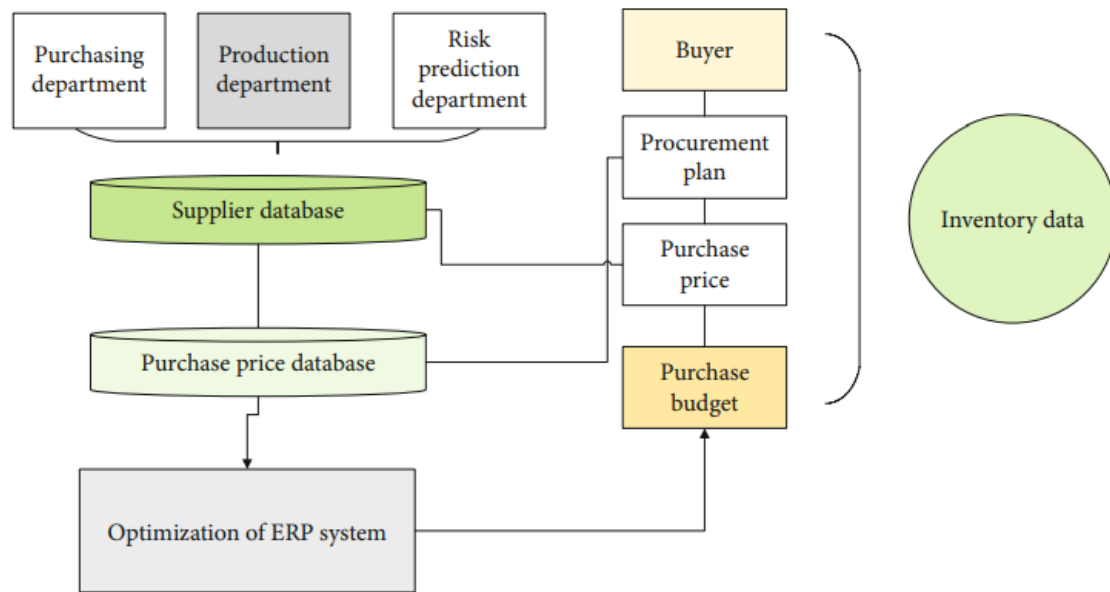 Purchasing
department
Production
department
Risk
prediction
department
Buyer
Procurement
plan
Supplier database
Purchase
price
Inventory data
Purchase price database
Purchase
budget
Optimization of ERP system